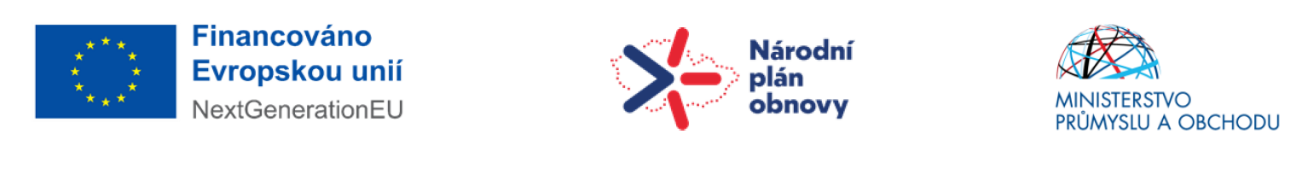 Financováno
Evropskou unií
NextGenerationEU
Národní
plán
obnovy
MINISTERSTVO
PRŮMYSLU A OBCHODU